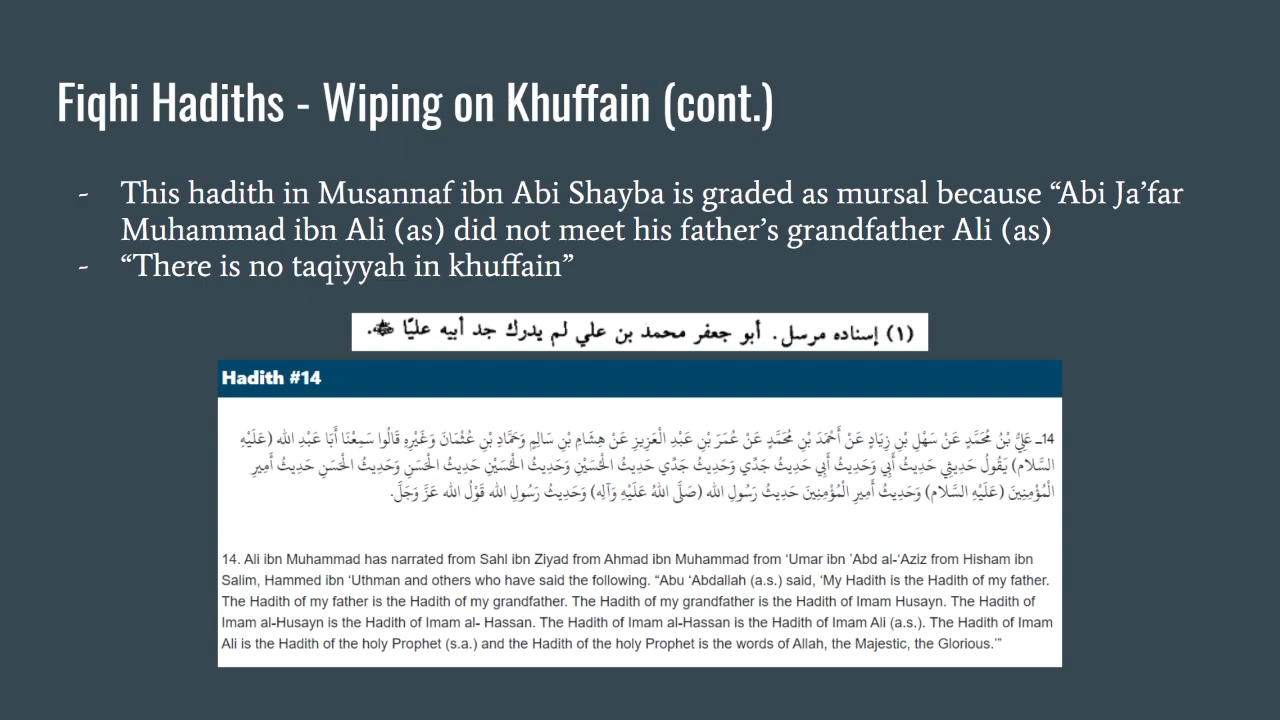 Fiqhi Hadiths - Wiping on Khuffain (cont.)
- This hadith in Musannaf ibn Abi Shayba is graded as mursal because “Abi Ja’far
Muhammad ibn Ali (as) did not meet his father’s grandfather Ali (as)
- “There is no taqiyyah in khuffain”
(١) إسناده مرسل. أبو جعفر محمد بن علي لم يدرك جد أبيه عليًا .
Hadith #14
14ـ عَلِيُّ بْنُ مُحَمَّدٍ عَنْ سَهْلِ بْنِ زِيَادٍ عَنْ أَحْمَدَ بْنِ مُحَمَّدٍ عَنْ عُمَرَ بْنِ عَبْدِ الْعَزِيزِ عَنْ هِشَامِ بْنِ سَالِمٍ وَحَمَّادِ بْنِ عُثْمَانَ وَغَيْرِهِ قَالُوا سَمِعْنَا أَبَا عَبْدِ الله (عَلَيْهِ
السَّلام) يَقُولُ حَدِيثِي حَدِيثُ أَبِي وَحَدِيثُ أَبِي حَدِيثُ جَدِّي وَحَدِيثُ جَدِّي حَدِيثُ الْحُسَيْنِ وَحَدِيثُ الْحُسَيْنِ حَدِيثُ الْحَسَنِ وَحَدِيثُ الْحَسَنِ حَدِيثُ أَمِيرِ
الْمُؤْمِنِينَ (عَلَيْهِ السَّلام) وَحَدِيثُ أَمِيرِ الْمُؤْمِنِينَ حَدِيثُ رَسُولِ الله (صَلَّى اللهُ عَلَيْهِ وَآلِه) وَحَدِيثُ رَسُولِ الله قَوْلُ الله عَزَّ وَجَلَّ.
14. Ali ibn Muhammad has narrated from Sahl ibn Ziyad from Ahmad ibn Muhammad from ‘Umar ibn ’Abd al-‘Aziz from Hisham ibn
Salim, Hammed ibn ‘Uthman and others who have said the following. “Abu ‘Abdallah (a.s.) said, ‘My Hadith is the Hadith of my father.
The Hadith of my father is the Hadith of my grandfather. The Hadith of my grandfather is the Hadith of Imam Husayn. The Hadith of
Imam al-Husayn is the Hadith of Imam al- Hassan. The Hadith of Imam al-Hassan is the Hadith of Imam Ali (a.s.). The Hadith of Imam
Ali is the Hadith of the holy Prophet (s.a.) and the Hadith of the holy Prophet is the words of Allah, the Majestic, the Glorious.’”